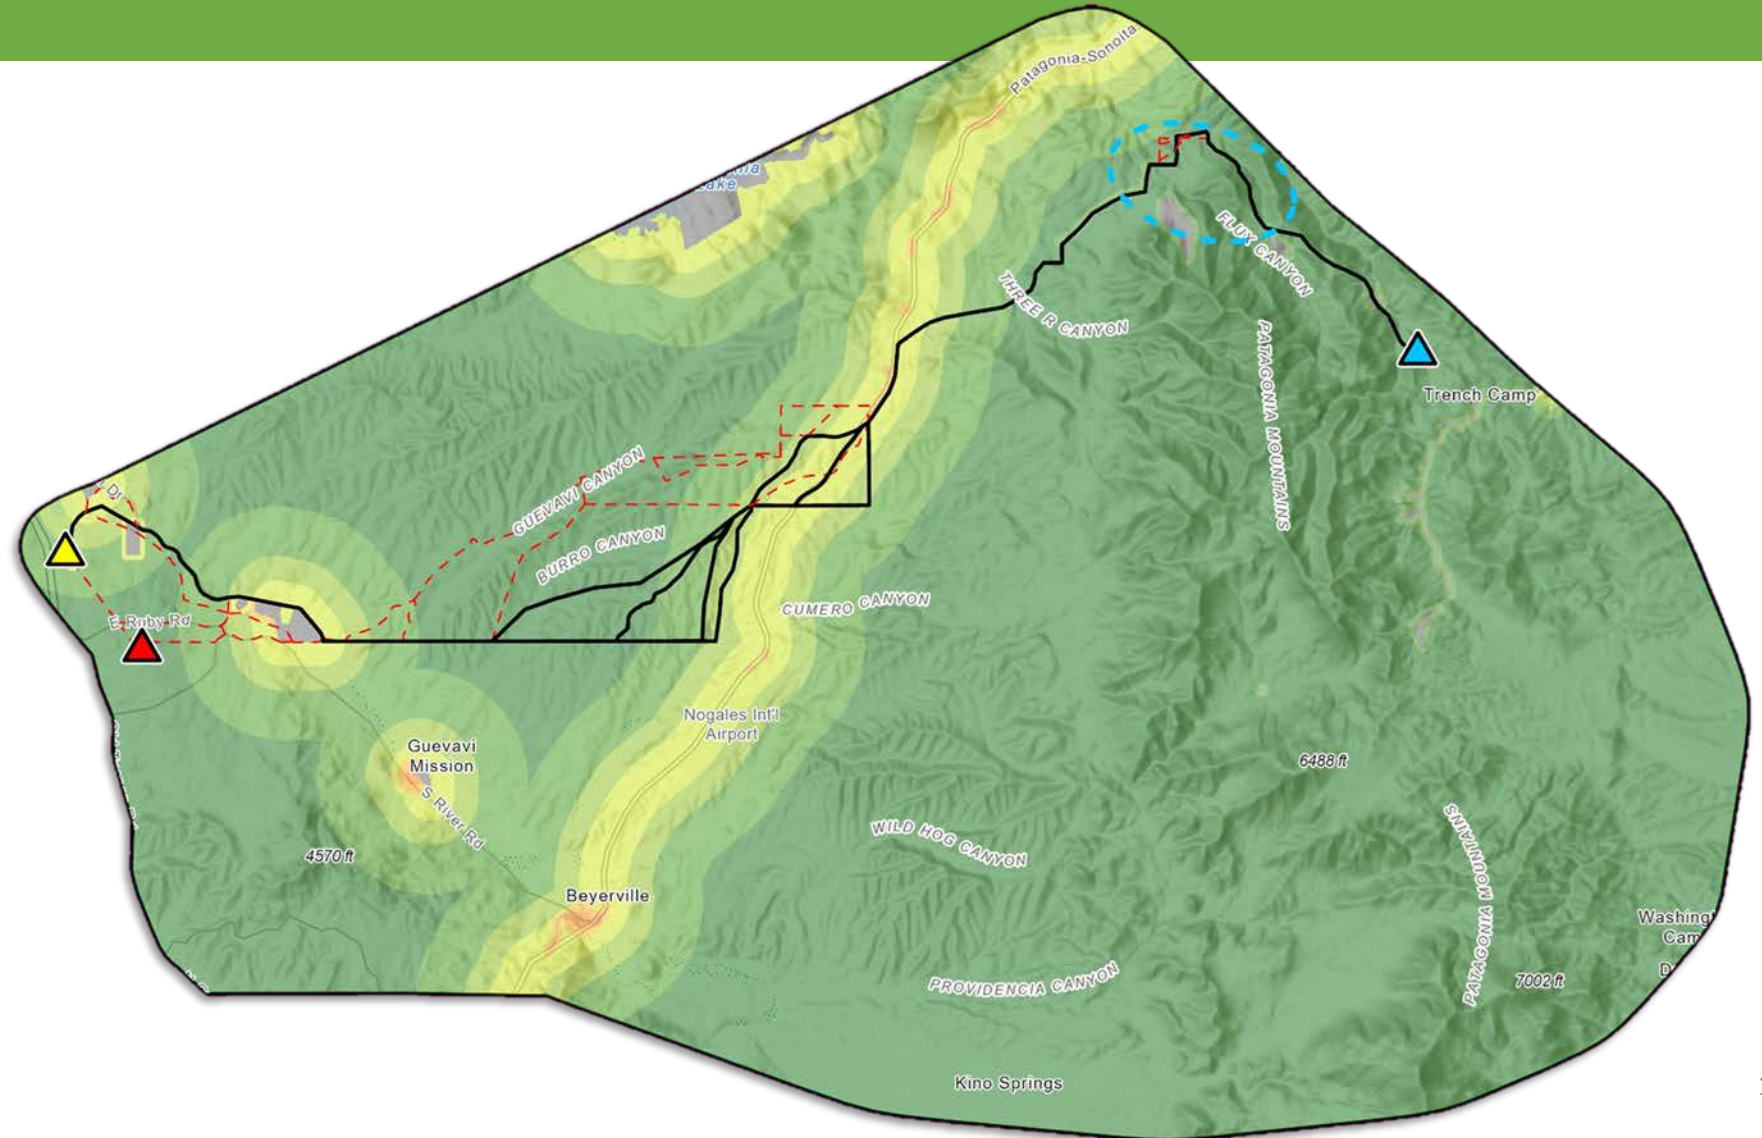 Patagonia-Sonoita
Lake
FLUX CANYON
THREE R CANYON
PATAGONIA MOUNTAINS
Trench Camp
GUEVAVI CANYON
Dr
BURRO CANYON
E Ruby Rd
CUMERO CANYON
Nogales Int'l
Airport
Guevavi
Mission
6488 ft
S River Rd
4570 ft
WILD HOG CANYON
PATAGONIA MOUNTAINS
Beyerville
PROVIDENCIA CANYON
7002 ft
Kino Springs